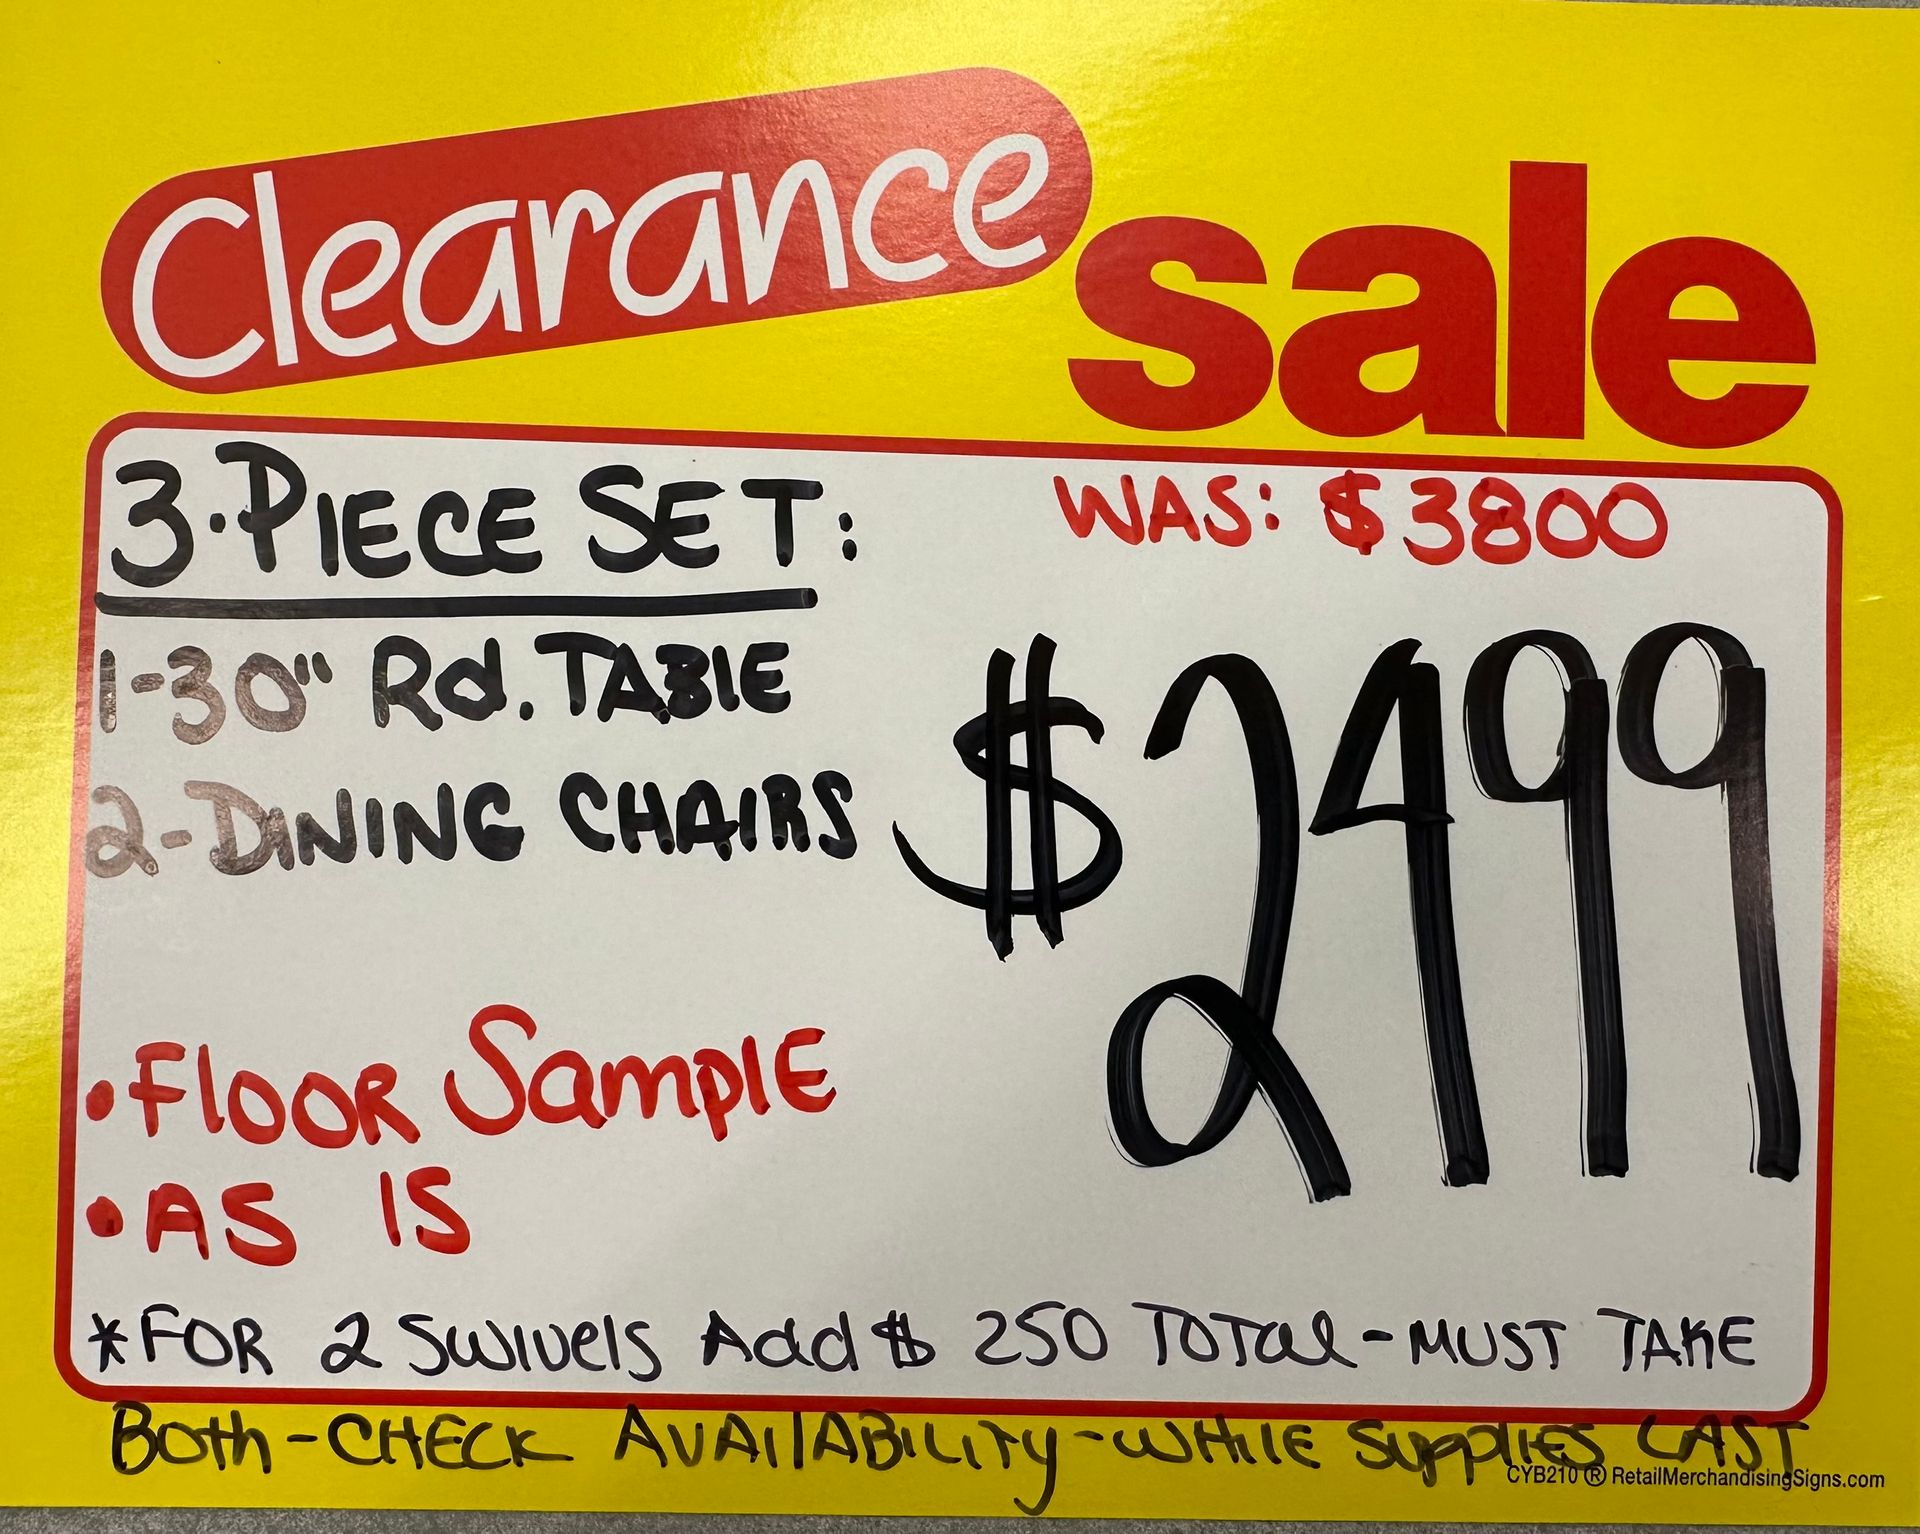 Clearance sale
3-PIECE SET:
WAS: $3800
1-30" Rd. TABLE
2-DINING CHAIRS
$2499
•FLOOR SAMPLE
•AS IS
*FOR 2 SWIVELS Add $250 TOTAL-MUST TAKE
BOTH-CHECK AVAILABILITY-WHILE SUPPLIES LAST
CYB210 ® RetailMerchandisingSigns.com